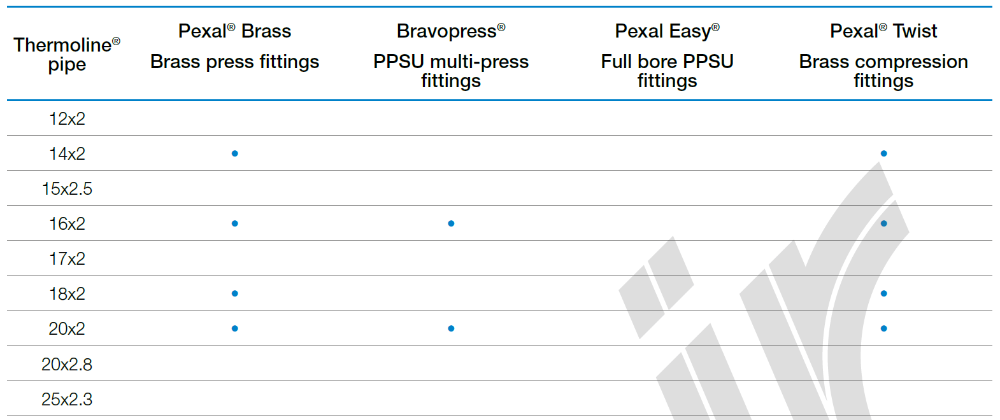 Thermoline® pipe
Pexal® Brass
Brass press fittings
Bravopress®
PPSU multi-press
fittings
Pexal Easy®
Full bore PPSU
fittings
Pexal® Twist
Brass compression
fittings
12x2
14x2 • •
15x2.5
16x2 • • •
17x2
18x2 • •
20x2 • • •
20x2.8
25x2.3